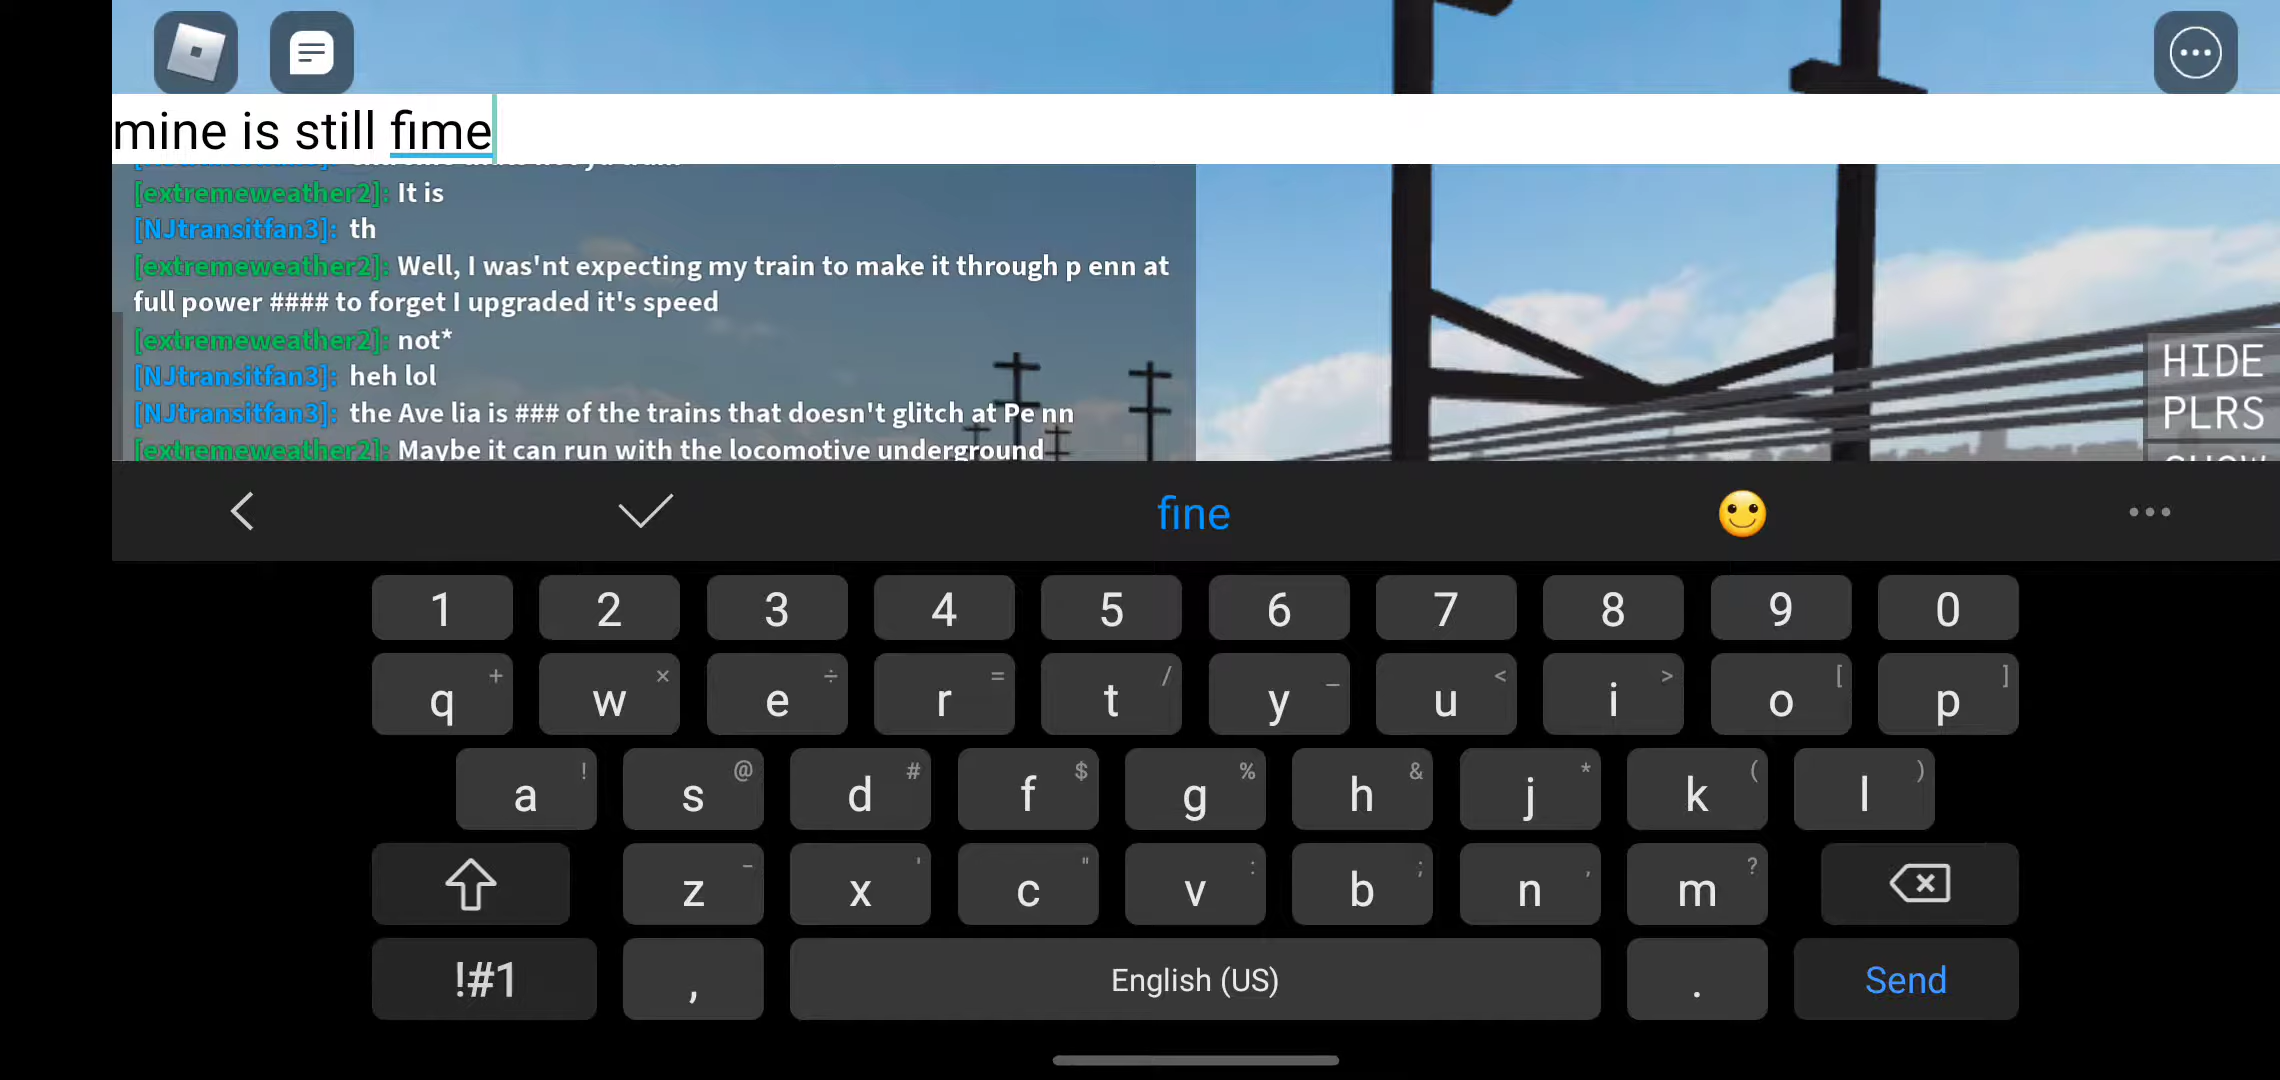 mine is still fime
[extremeweather2]: It is
[NJtransitfan3]: th
[extremeweather2]: Well, I was'nt expecting my train to make it through p enn at
full power #### to forget I upgraded it's speed
[extremeweather2]: not*
[NJtransitfan3]: heh lol
[NJtransitfan3]: the Ave lia is ### of the trains that doesn't glitch at Pe nn
[extremeweather2]: Maybe it can run with the locomotive underground
HIDE
PLRS
fine
1 2 3 4 5 6 7 8 9 0
+ × ÷ = / _ < > [ ]
q w e r t y u i o p
! @ # $ % & * ( )
a s d f g h j k l
- ' " : ; , ?
z x c v b n m
!#1 , English (US) . Send